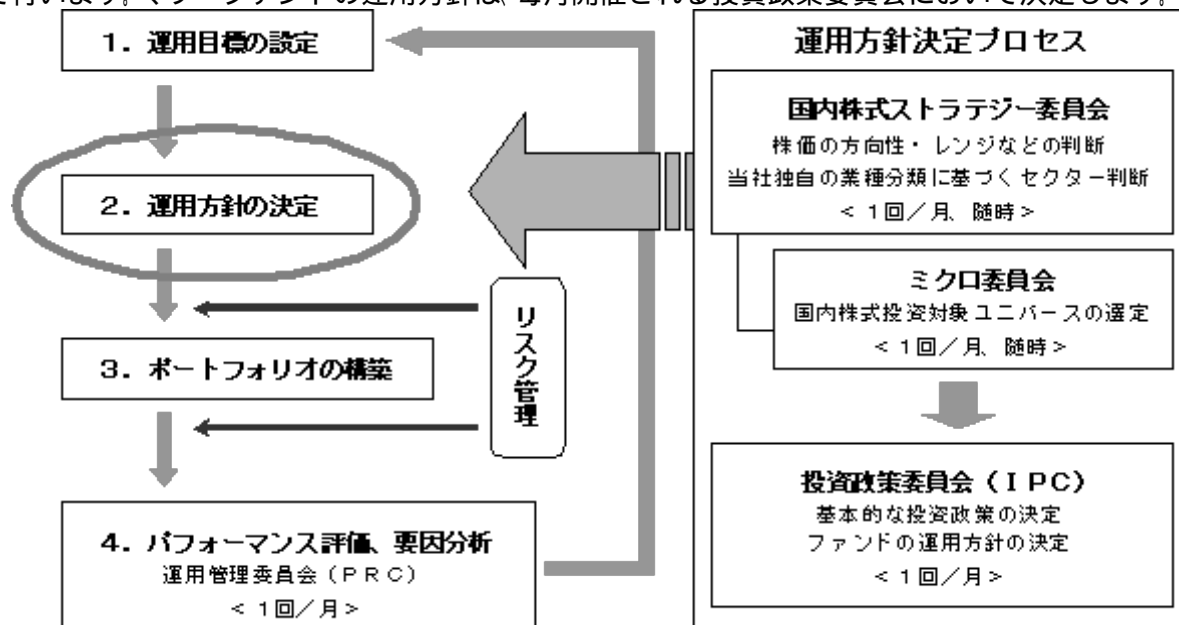 を行います。マザーファンドの運用方針は、毎月開催される投資政策委員会において決定します。
1．運用目標の設定
2．運用方針の決定
3．ポートフォリオの構築
4．パフォーマンス評価、要因分析
運用管理委員会（ＰＲＣ）
＜１回／月＞
リスク管理
運用方針決定プロセス
国内株式ストラテジー委員会
株価の方向性・レンジなどの判断
当社独自の業種分類に基づくセクター判断
＜１回／月、随時＞
ミクロ委員会
国内株式投資対象ユニバースの選定
＜１回／月、随時＞
投資政策委員会（ＩＰＣ）
基本的な投資政策の決定
ファンドの運用方針の決定
＜１回／月＞